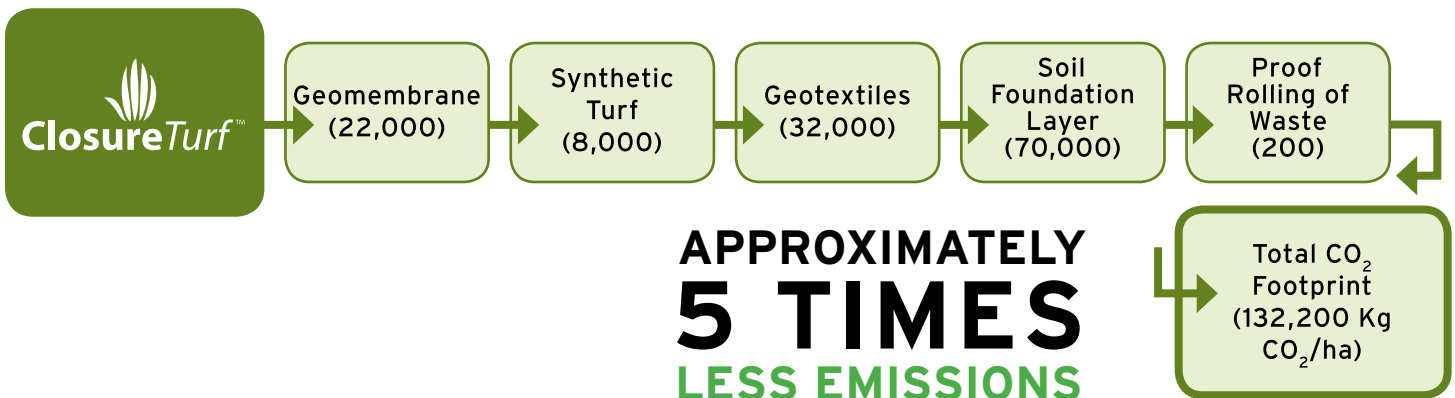 ClosureTurf™
Geomembrane
(22,000)
Synthetic
Turf
(8,000)
Geotextiles
(32,000)
Soil
Foundation
Layer
(70,000)
Proof
Rolling of
Waste
(200)
APPROXIMATELY
5 TIMES
LESS EMISSIONS
Total CO₂
Footprint
(132,200 Kg
CO₂/ha)